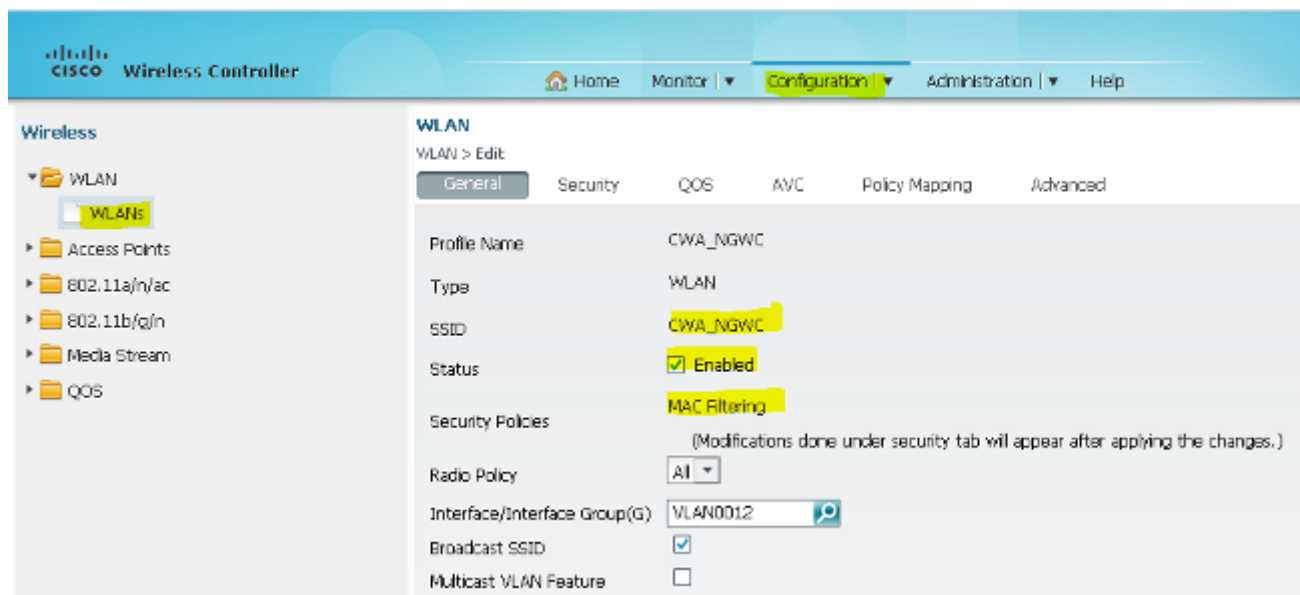 CISCO Wireless Controller
Home Monitor Configuration Administration Help
Wireless
WLAN
WLANs
Access Points
802.11a/n/ac
802.11b/g/n
Media Stream
QOS
WLAN
WLAN > Edit
General Security QOS AVC Policy Mapping Advanced
Profile Name CWA_NGWC
Type WLAN
SSID CWA_NGWC
Status Enabled
Security Policies MAC Filtering
(Modifications done under security tab will appear after applying the changes.)
Radio Policy All
Interface/Interface Group(G) VLAN0012
Broadcast SSID
Multicast VLAN Feature